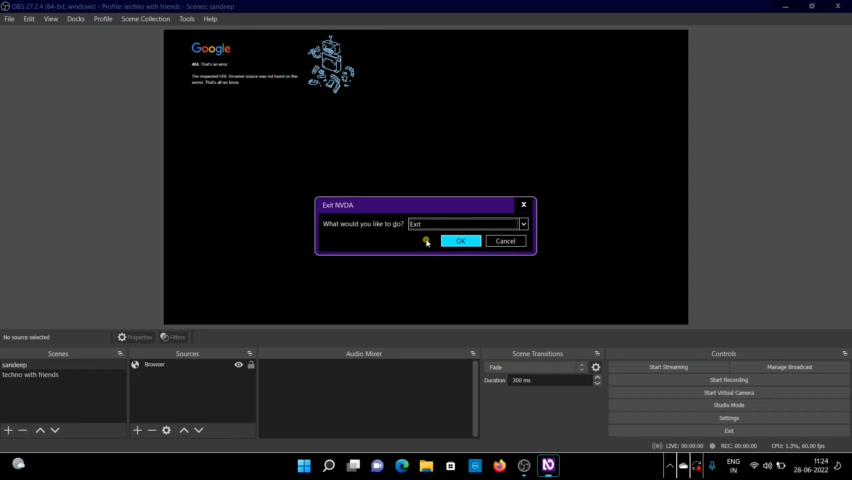 OBS 27.2.4 (64-bit, windows) - Profile: techno with friends - Scenes: sandeep
File Edit View Docks Profile Scene Collection Tools Help
Google
404. That's an error.
The requested URL /browser-source was not found on this
server. That's all we know.
Exit NVDA
What would you like to do? Exit
OK Cancel
No source selected Properties Filters
Scenes Sources Audio Mixer Scene Transitions Controls
sandeep Browser Fade Start Streaming Manage Broadcast
techno with friends Duration 300 ms Start Recording
Start Virtual Camera
Studio Mode
Settings
Exit
LIVE: 00:00:00 REC: 00:00:00 CPU: 1.3%, 60.00 fps
ENG 11:24
IN 28-06-2022